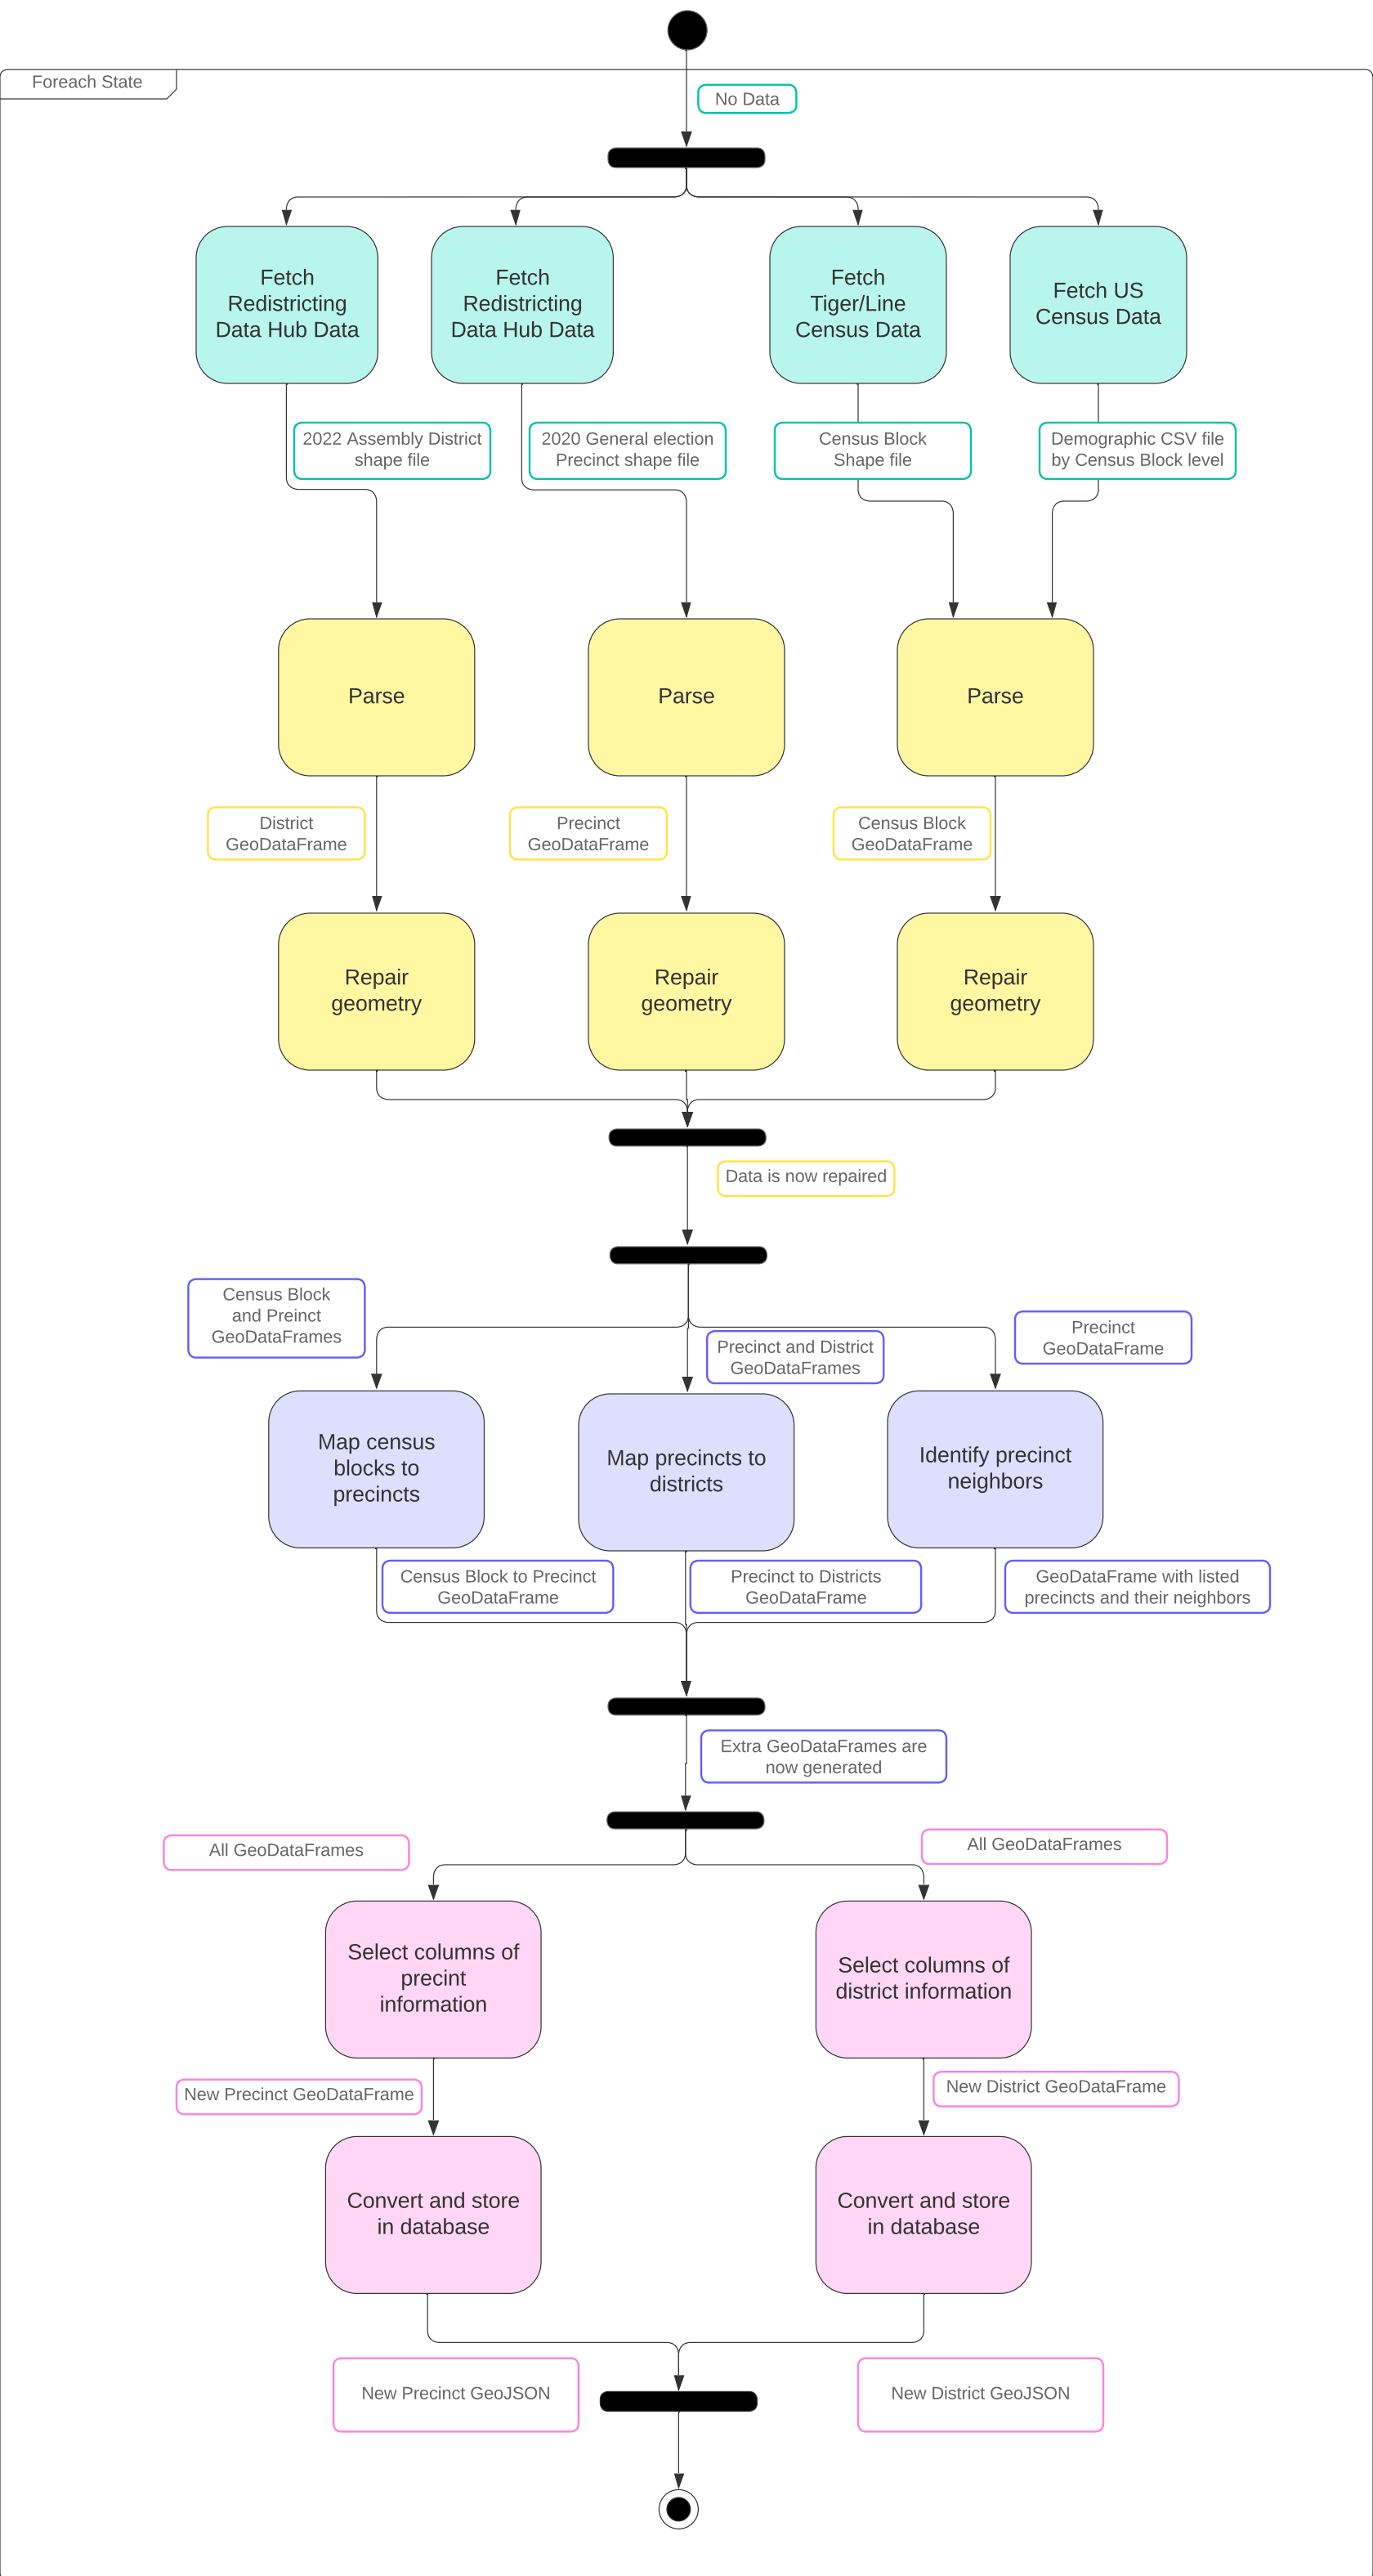 Foreach State
No Data
Fetch
Redistricting
Data Hub Data
Fetch
Redistricting
Data Hub Data
Fetch
Tiger/Line
Census Data
Fetch US
Census Data
2022 Assembly District
shape file
2020 General election
Precinct shape file
Census Block
Shape file
Demographic CSV file
by Census Block level
Parse
Parse
Parse
District
GeoDataFrame
Precinct
GeoDataFrame
Census Block
GeoDataFrame
Repair
geometry
Repair
geometry
Repair
geometry
Data is now repaired
Census Block
and Preinct
GeoDataFrames
Precinct and District
GeoDataFrames
Precinct
GeoDataFrame
Map census
blocks to
precincts
Map precincts to
districts
Identify precinct
neighbors
Census Block to Precinct
GeoDataFrame
Precinct to Districts
GeoDataFrame
GeoDataFrame with listed
precincts and their neighbors
Extra GeoDataFrames are
now generated
All GeoDataFrames
All GeoDataFrames
Select columns of
precint
information
Select columns of
district information
New Precinct GeoDataFrame
New District GeoDataFrame
Convert and store
in database
Convert and store
in database
New Precinct GeoJSON
New District GeoJSON